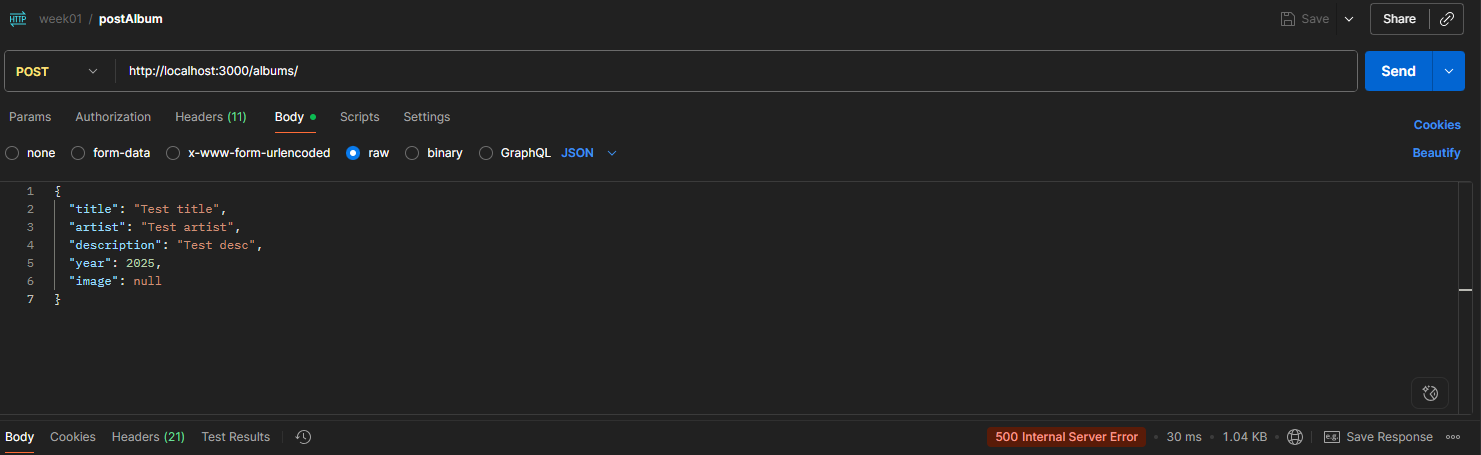 HTTP week01 / postAlbum Save Share
POST http://localhost:3000/albums/ Send
Params Authorization Headers (11) Body Scripts Settings Cookies
none form-data x-www-form-urlencoded raw binary GraphQL JSON Beautify
1 {
2 "title": "Test title",
3 "artist": "Test artist",
4 "description": "Test desc",
5 "year": 2025,
6 "image": null
7 }
Body Cookies Headers (21) Test Results 500 Internal Server Error • 30 ms • 1.04 KB • e.g. Save Response